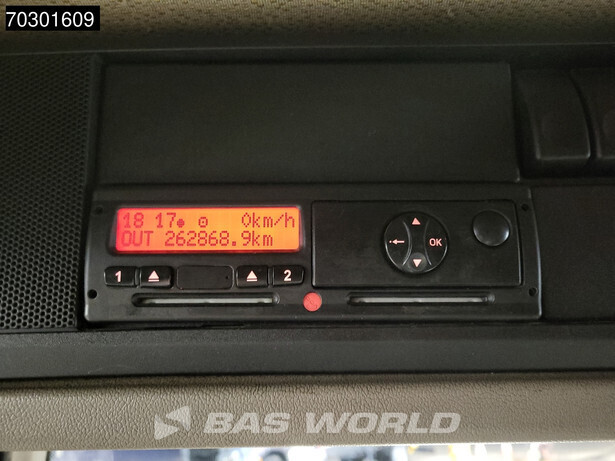 70301609
18 17 0km/h
OUT 262868.9km
OK
1 2
BAS WORLD